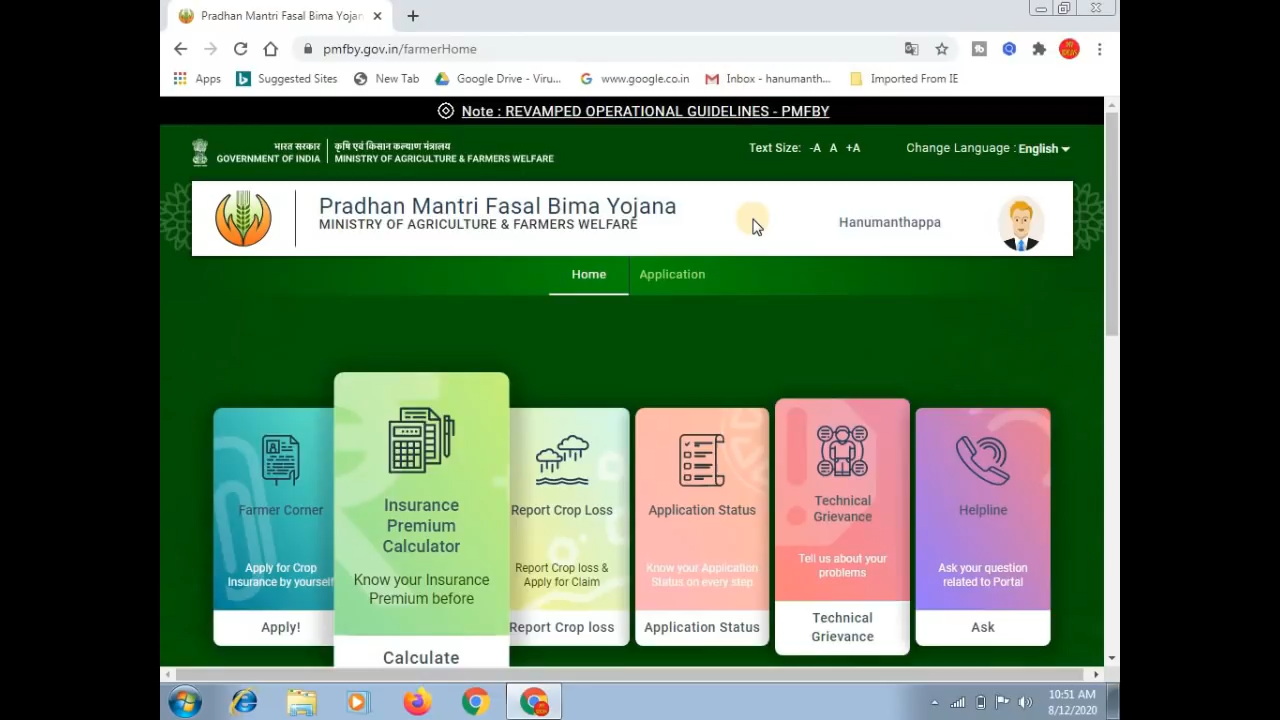 Pradhan Mantri Fasal Bima Yojan
pmfby.gov.in/farmerHome
Apps
Suggested Sites
New Tab
Google Drive - Viru...
www.google.co.in
Inbox - hanumanth...
Imported From IE
Note : REVAMPED OPERATIONAL GUIDELINES - PMFBY
भारत सरकार
GOVERNMENT OF INDIA
कृषि एवं किसान कल्याण मंत्रालय
MINISTRY OF AGRICULTURE & FARMERS WELFARE
Text Size: -A A +A
Change Language : English
Pradhan Mantri Fasal Bima Yojana
MINISTRY OF AGRICULTURE & FARMERS WELFARE
Hanumanthappa
Home
Application
Farmer Corner
Apply for Crop
Insurance by yourself
Apply!
Insurance
Premium
Calculator
Know your Insurance
Premium before
Calculate
Report Crop Loss
Report Crop loss &
Apply for Claim
Report Crop loss
Application Status
Know your Application
Status on every step
Application Status
Technical
Grievance
Tell us about your
problems
Technical
Grievance
Helpline
Ask your question
related to Portal
Ask
10:51 AM
8/12/2020